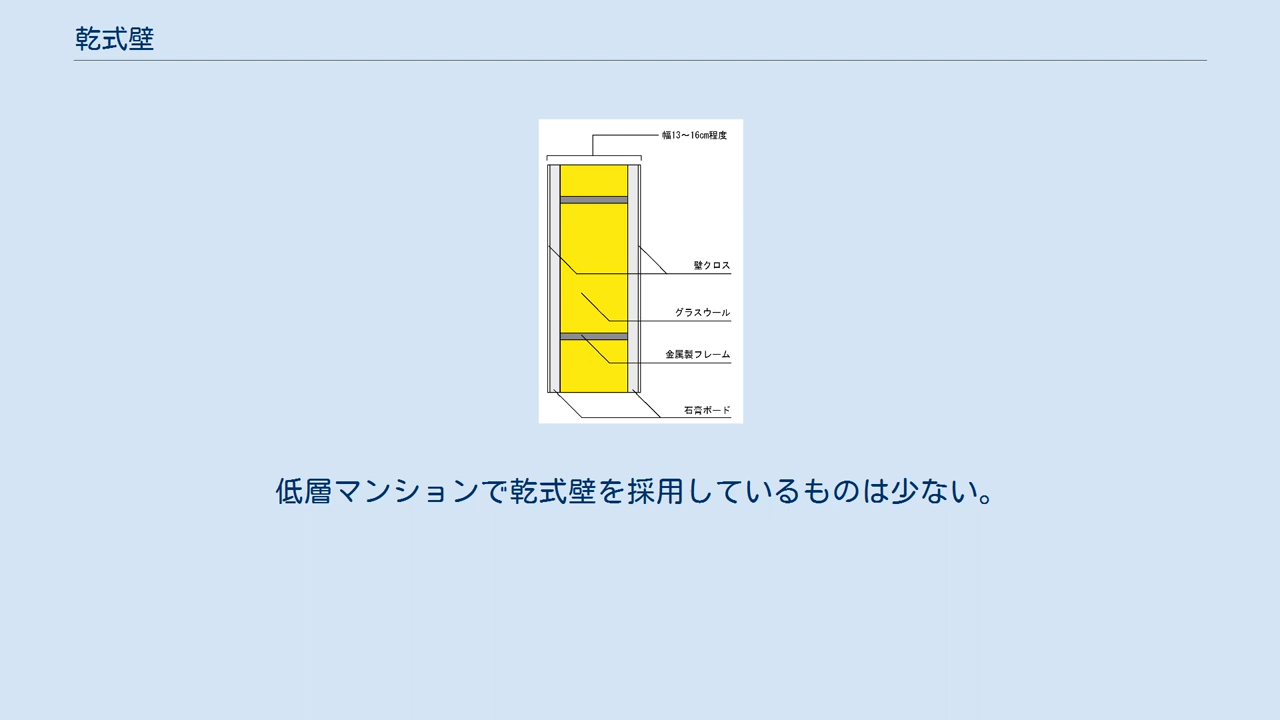 乾式壁
幅13～16cm程度
壁クロス
グラスウール
金属製フレーム
石膏ボード
低層マンションで乾式壁を採用しているものは少ない。